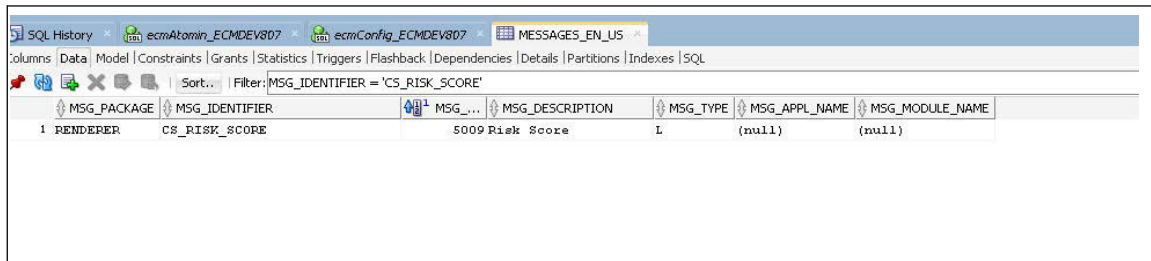 SQL History ecmAtomin_ECMDEV807 ecmConfig_ECMDEV807 MESSAGES_EN_US
Columns Data Model Constraints Grants Statistics Triggers Flashback Dependencies Details Partitions Indexes SQL
Sort.. Filter: MSG_IDENTIFIER = 'CS_RISK_SCORE'
MSG_PACKAGE MSG_IDENTIFIER 1 MSG_... MSG_DESCRIPTION MSG_TYPE MSG_APPL_NAME MSG_MODULE_NAME
1 RENDERER CS_RISK_SCORE 5009 Risk Score L (null) (null)